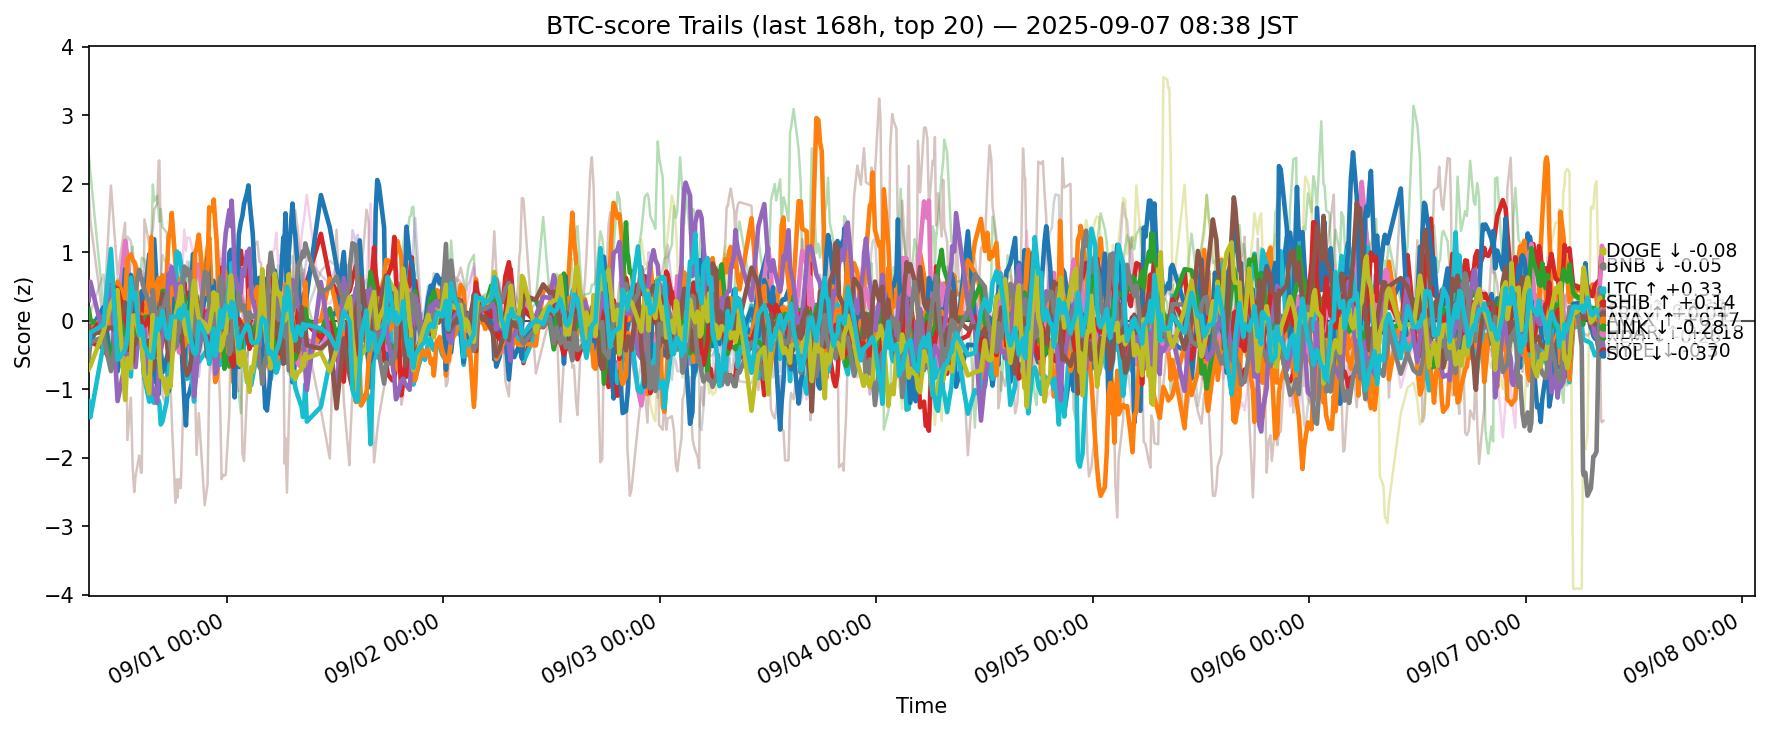 BTC-score Trails (last 168h, top 20) — 2025-09-07 08:38 JST
Score (z)
4
3
2
1
0
−1
−2
−3
−4
DOGE ↓ -0.08
BNB ↓ -0.05
LTC ↑ +0.33
SHIB ↑ +0.14
AVAX ↑
LINK ↓ -0.28
SOL ↓ -0.37
09/01 00:00
09/02 00:00
09/03 00:00
09/04 00:00
09/05 00:00
09/06 00:00
09/07 00:00
09/08 00:00
Time